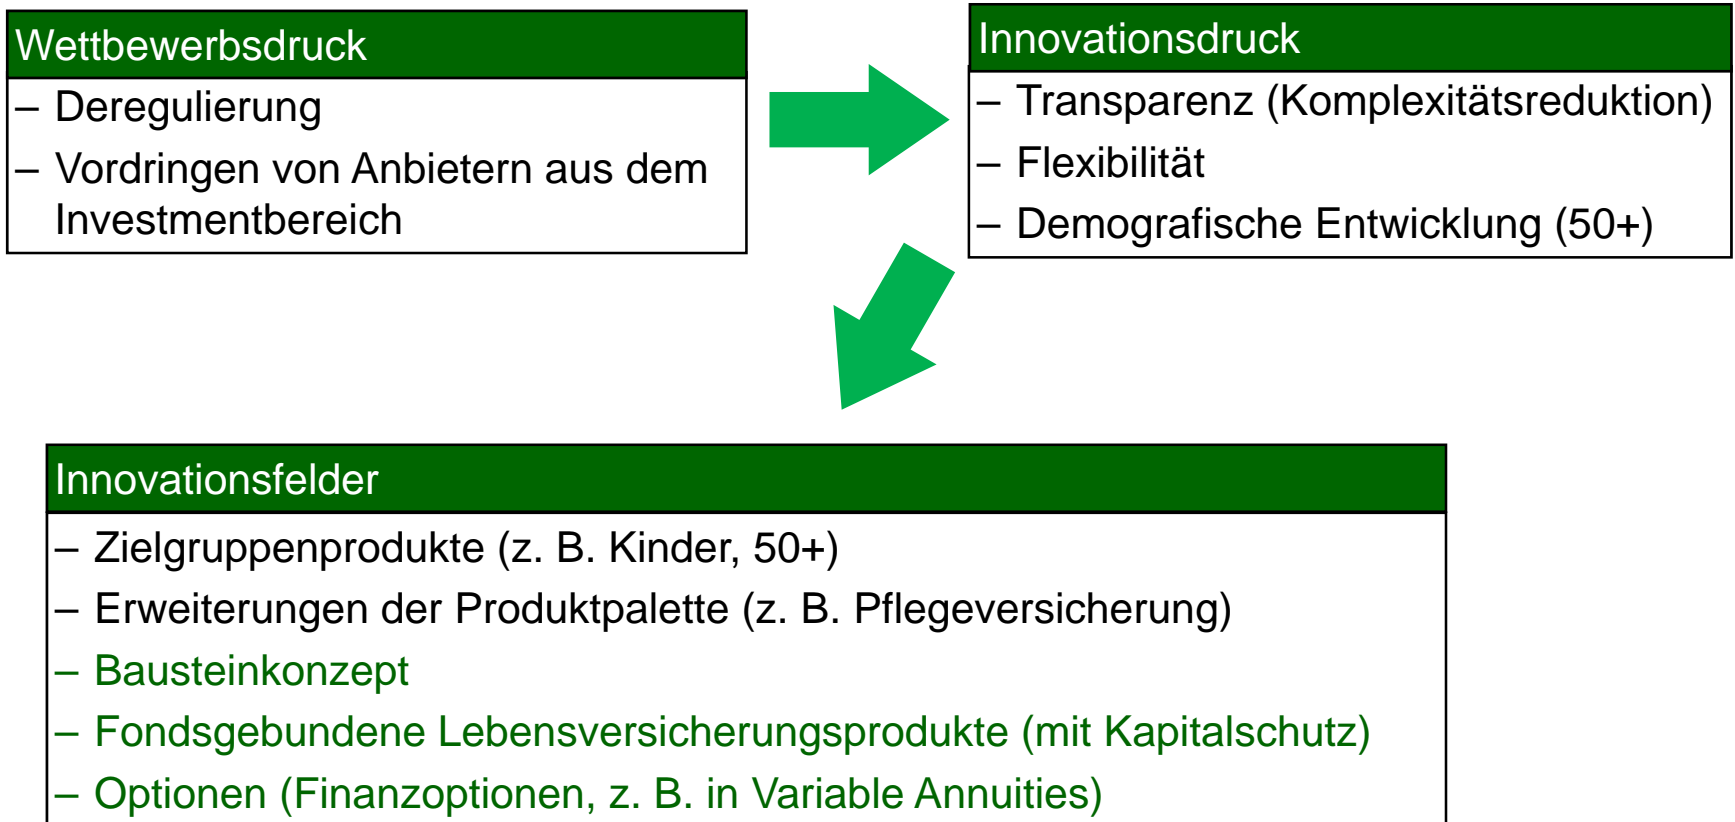 Wettbewerbsdruck
– Deregulierung
– Vordringen von Anbietern aus dem
Investmentbereich
Innovationsdruck
– Transparenz (Komplexitätsreduktion)
– Flexibilität
– Demografische Entwicklung (50+)
Innovationsfelder
– Zielgruppenprodukte (z. B. Kinder, 50+)
– Erweiterungen der Produktpalette (z. B. Pflegeversicherung)
– Bausteinkonzept
– Fondsgebundene Lebensversicherungsprodukte (mit Kapitalschutz)
– Optionen (Finanzoptionen, z. B. in Variable Annuities)